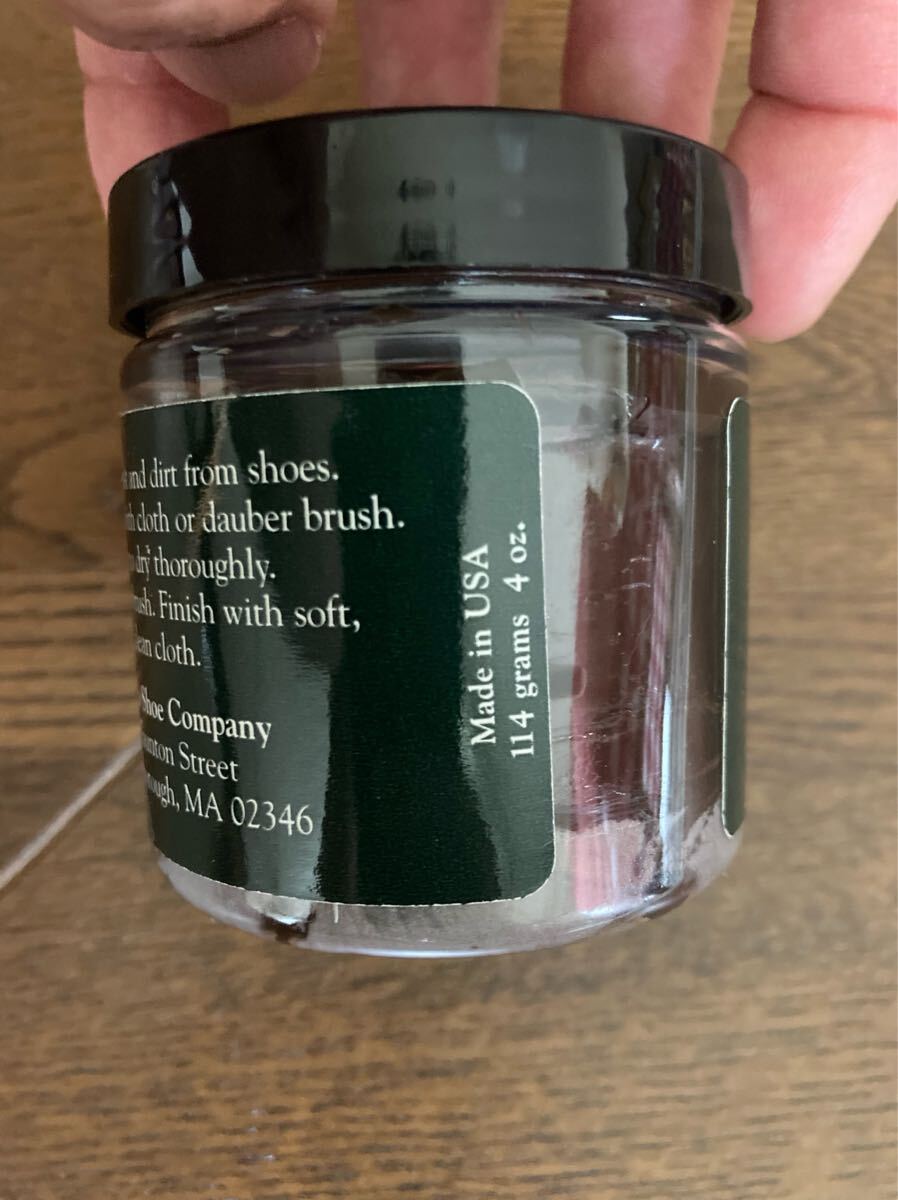 and dirt from shoes.
cloth or dauber brush.
dry thoroughly.
Finish with soft,
cloth.
Shoe Company
Street
MA 02346
Made in USA
114 grams 4 oz.